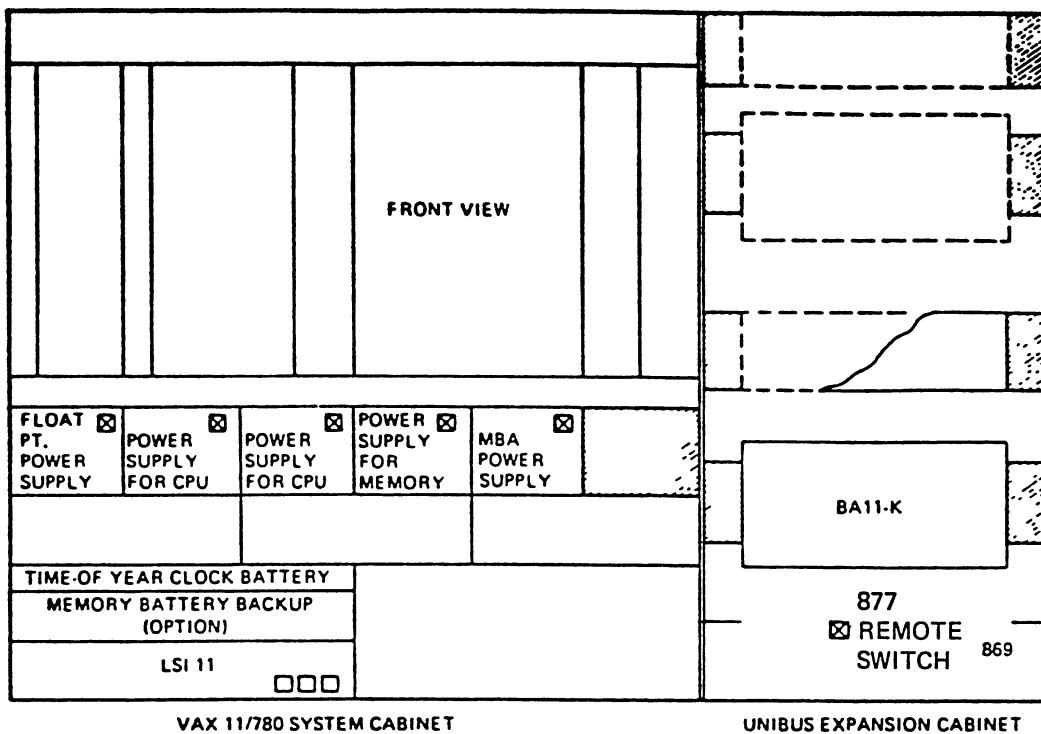 FRONT VIEW
FLOAT
PT.
POWER
SUPPLY
POWER
SUPPLY
FOR CPU
POWER
SUPPLY
FOR CPU
POWER
SUPPLY
FOR
MEMORY
MBA
POWER
SUPPLY
BA11-K
TIME-OF YEAR CLOCK BATTERY
MEMORY BATTERY BACKUP
(OPTION)
LSI 11
877
REMOTE
SWITCH
869
VAX 11/780 SYSTEM CABINET
UNIBUS EXPANSION CABINET